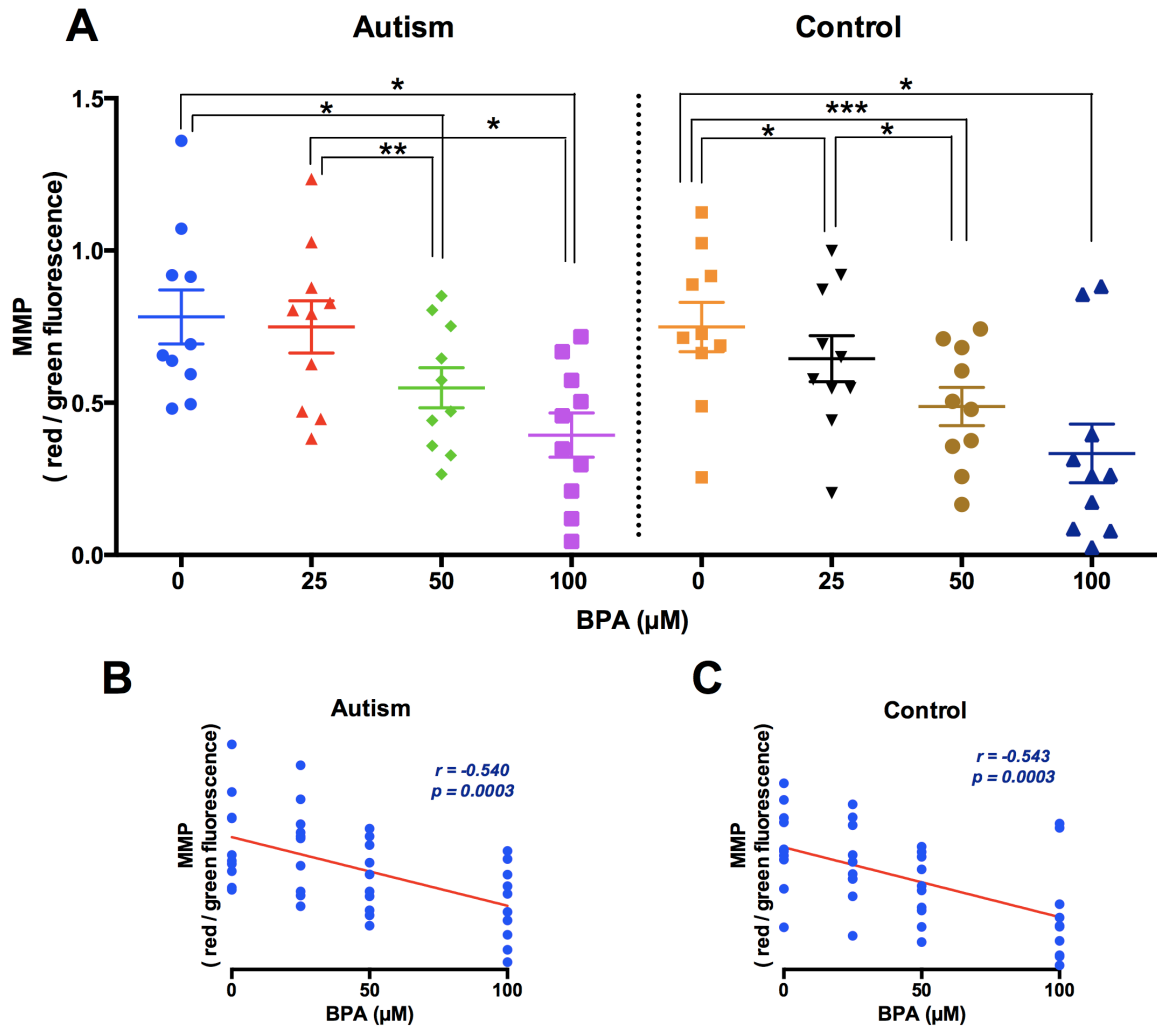 A
Autism
Control
MMP
( red / green fluorescence)
1.5
1.0
0.5
0.0
*
*
*
**
*
***
*
*
0
25
50
100
0
25
50
100
BPA (µM)
B
Autism
MMP
( red / green fluorescence)
r = -0.540
p = 0.0003
0
50
100
BPA (µM)
C
Control
MMP
( red / green fluorescence)
r = -0.543
p = 0.0003
0
50
100
BPA (µM)